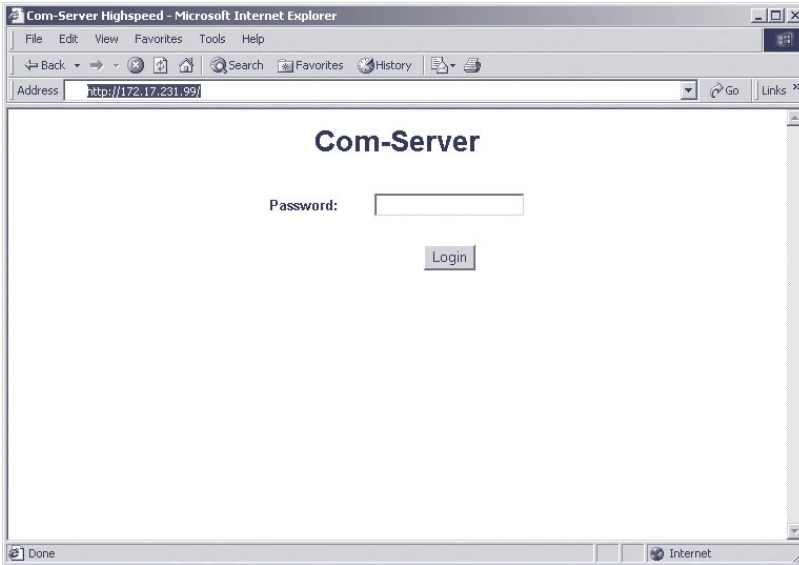 Com-Server Highspeed - Microsoft Internet Explorer
File Edit View Favorites Tools Help
Back Search Favorites History
Address http://172.17.231.99/ Go Links »
Com-Server
Password:
Login
Done Internet